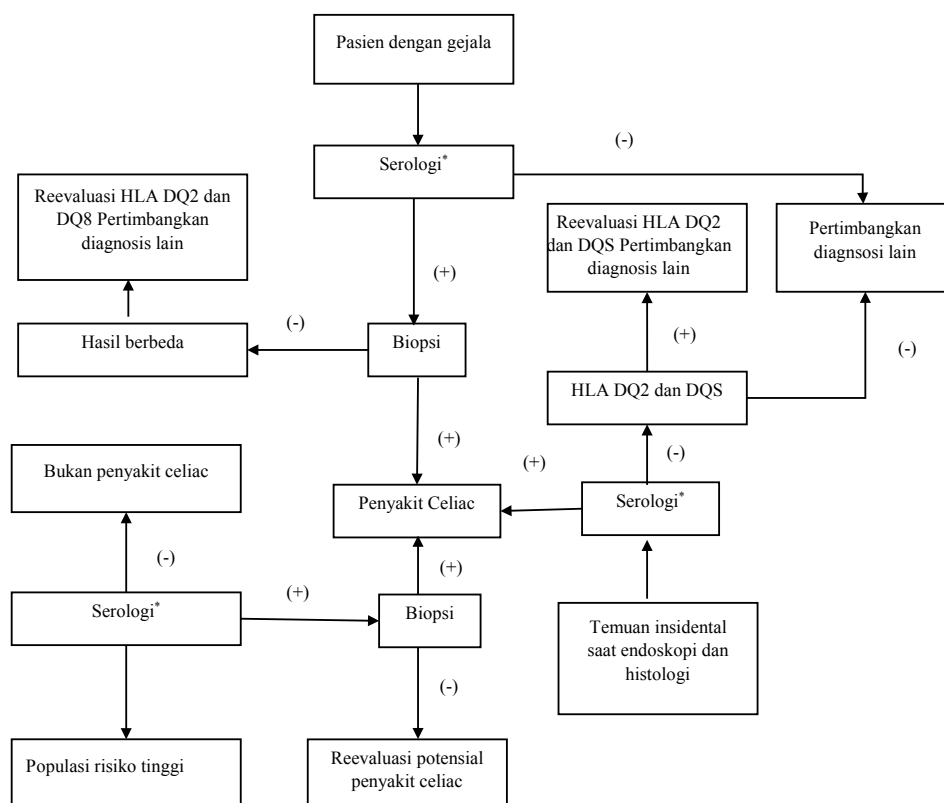 Pasien dengan gejala
(-)
Serologi*
Reevaluasi HLA DQ2 dan
DQ8 Pertimbangkan
diagnosis lain
Reevaluasi HLA DQ2
dan DQS Pertimbangkan
diagnosis lain
Pertimbangkan
diagnsosi lain
(+)
(-)
Hasil berbeda
Biopsi
(+)
(-)
HLA DQ2 dan DQS
(+)
(-)
Bukan penyakit celiac
(+)
Penyakit Celiac
Serologi*
(-)
(+)
(+)
Serologi*
Biopsi
Temuan insidental
saat endoskopi dan
histologi
(-)
Populasi risiko tinggi
Reevaluasi potensial
penyakit celiac